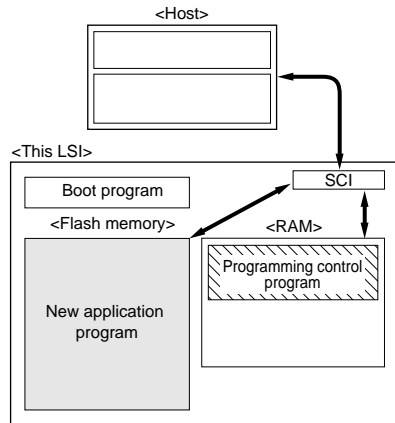 <Host>
<This LSI>
SCI
Boot program
<Flash memory>
<RAM>
Programming control
program
New application
program